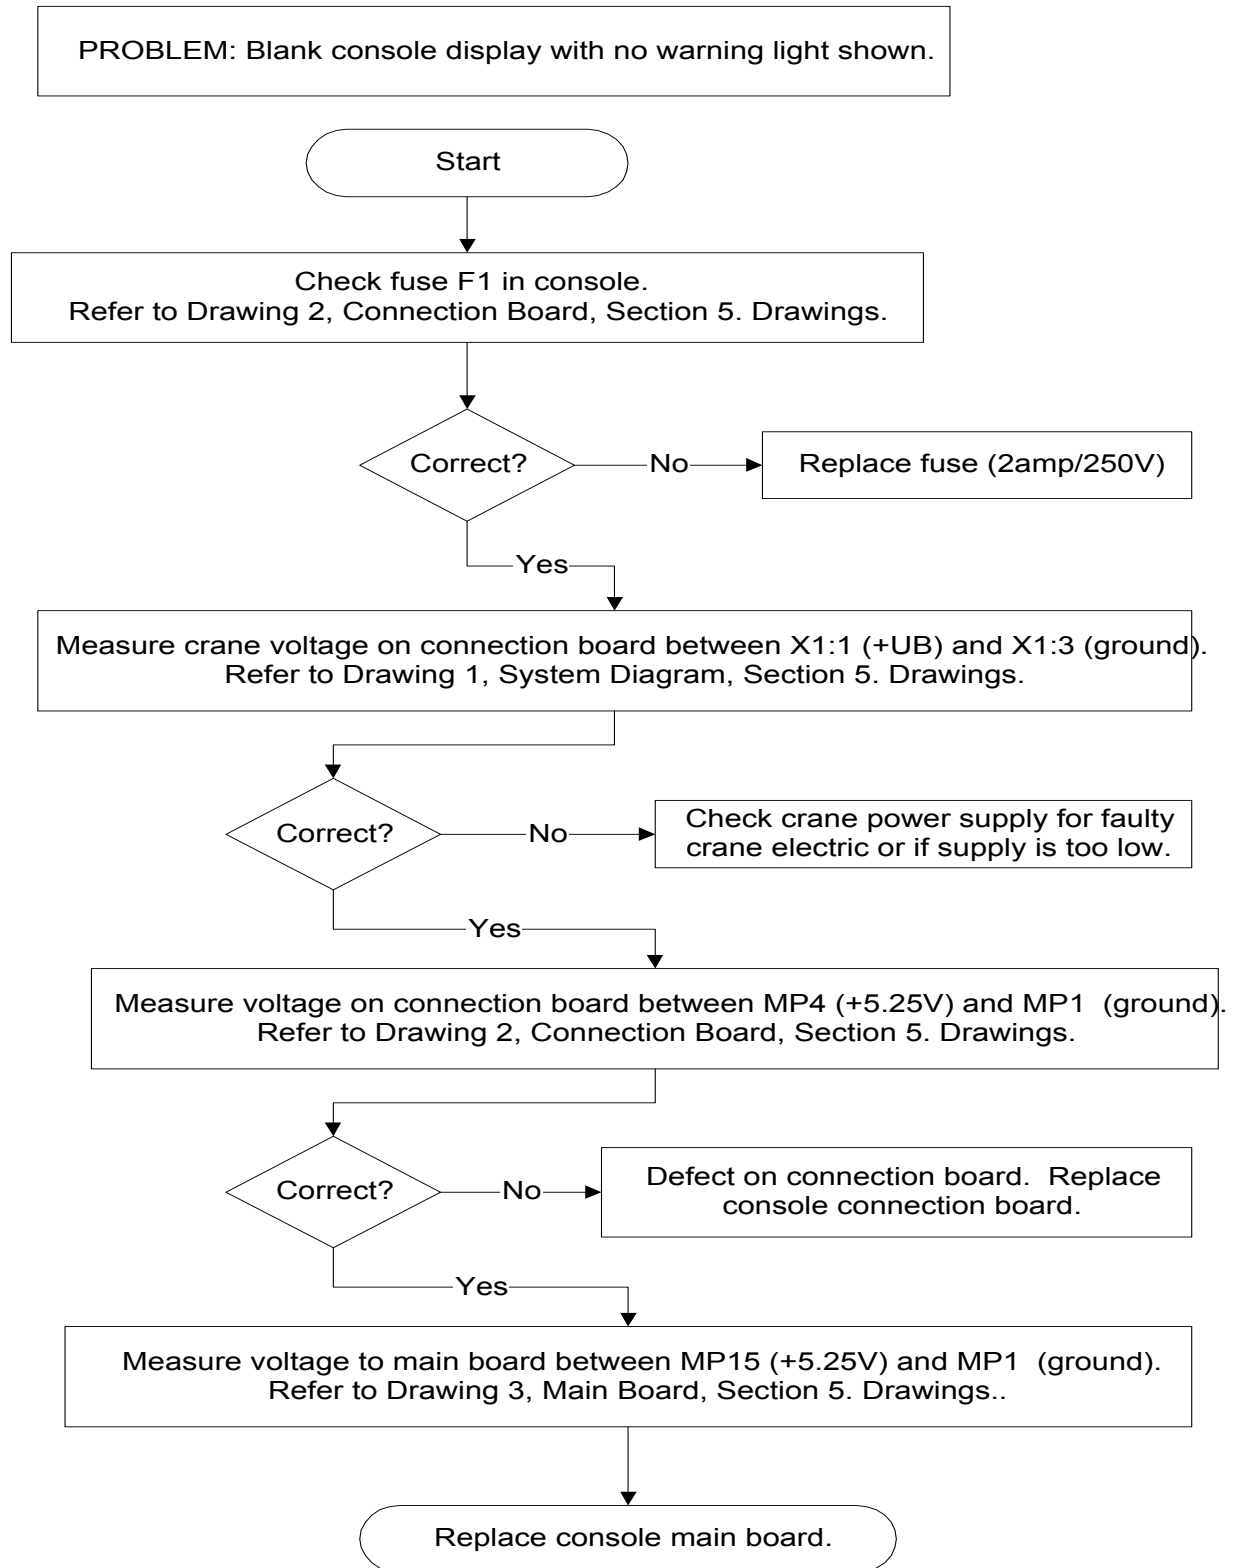 PROBLEM: Blank console display with no warning light shown.
Start
Check fuse F1 in console.
Refer to Drawing 2, Connection Board, Section 5. Drawings.
Correct?
No
Replace fuse (2amp/250V)
Yes
Measure crane voltage on connection board between X1:1 (+UB) and X1:3 (ground).
Refer to Drawing 1, System Diagram, Section 5. Drawings.
Correct?
No
Check crane power supply for faulty
crane electric or if supply is too low.
Yes
Measure voltage on connection board between MP4 (+5.25V) and MP1  (ground).
Refer to Drawing 2, Connection Board, Section 5. Drawings.
Correct?
No
Defect on connection board.  Replace
console connection board.
Yes
Measure voltage to main board between MP15 (+5.25V) and MP1  (ground).
Refer to Drawing 3, Main Board, Section 5. Drawings..
Replace console main board.